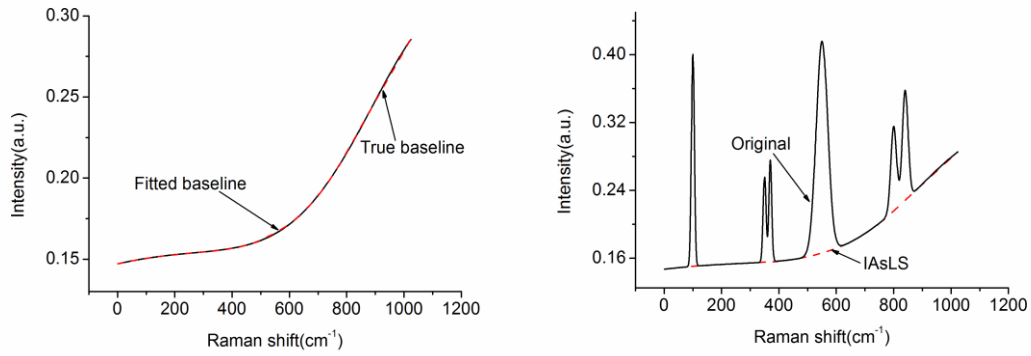 0.30
0.25
0.20
0.15
Intensity(a.u.)
True baseline
Fitted baseline
0 200 400 600 800 1000 1200
Raman shift(cm⁻¹)
0.40
0.32
0.24
0.16
Intensity(a.u.)
Original
IAsLS
0 200 400 600 800 1000 1200
Raman shift(cm⁻¹)